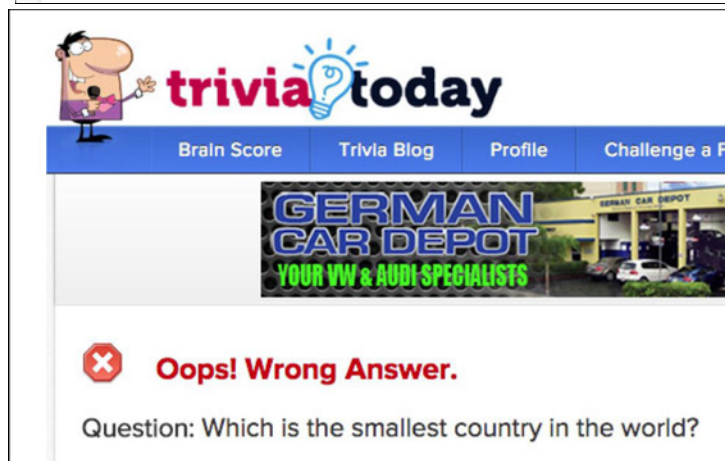 trivia today
Brain Score Trivia Blog Profile Challenge a F
GERMAN
CAR DEPOT
YOUR VW & AUDI SPECIALISTS
GERMAN CAR DEPOT
Oops! Wrong Answer.
Question: Which is the smallest country in the world?